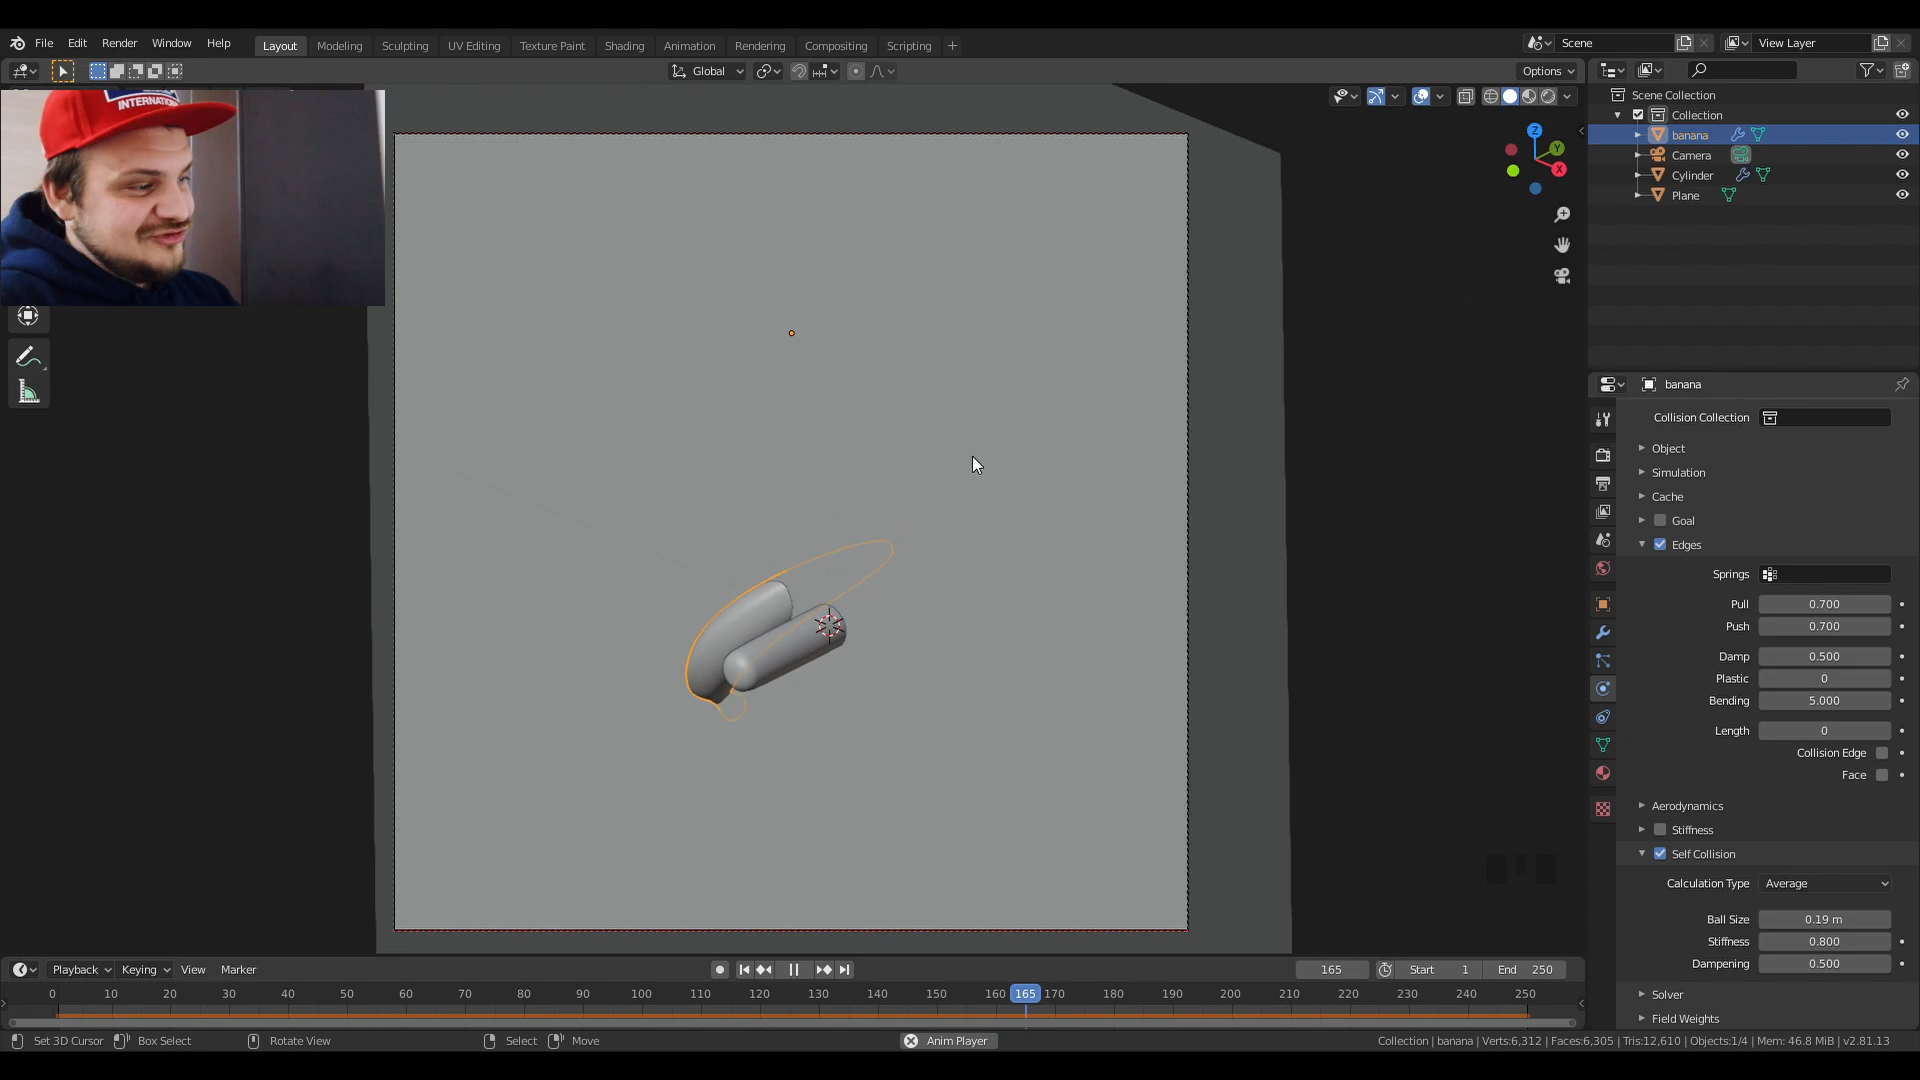 File Edit Render Window Help
Layout Modeling Sculpting UV Editing Texture Paint Shading Animation Rendering Compositing Scripting
Scene
View Layer
Global
Options
INTERNATIONAL
Z
Y
X
Scene Collection
Collection
banana
Camera
Cylinder
Plane
banana
Collision Collection
Object
Simulation
Cache
Goal
Edges
Springs
Pull 0.700
Push 0.700
Damp 0.500
Plastic 0
Bending 5.000
Length 0
Collision Edge
Face
Aerodynamics
Stiffness
Self Collision
Calculation Type Average
Ball Size 0.19 m
Stiffness 0.800
Dampening 0.500
Solver
Field Weights
Playback Keying View Marker
165 Start 1 End 250
0 10 20 30 40 50 60 70 80 90 100 110 120 130 140 150 160 165 170 180 190 200 210 220 230 240 250
Set 3D Cursor Box Select Rotate View Select Move Anim Player Collection | banana | Verts:6,312 | Faces:6,305 | Tris:12,610 | Objects:1/4 | Mem: 46.8 MiB | v2.81.13